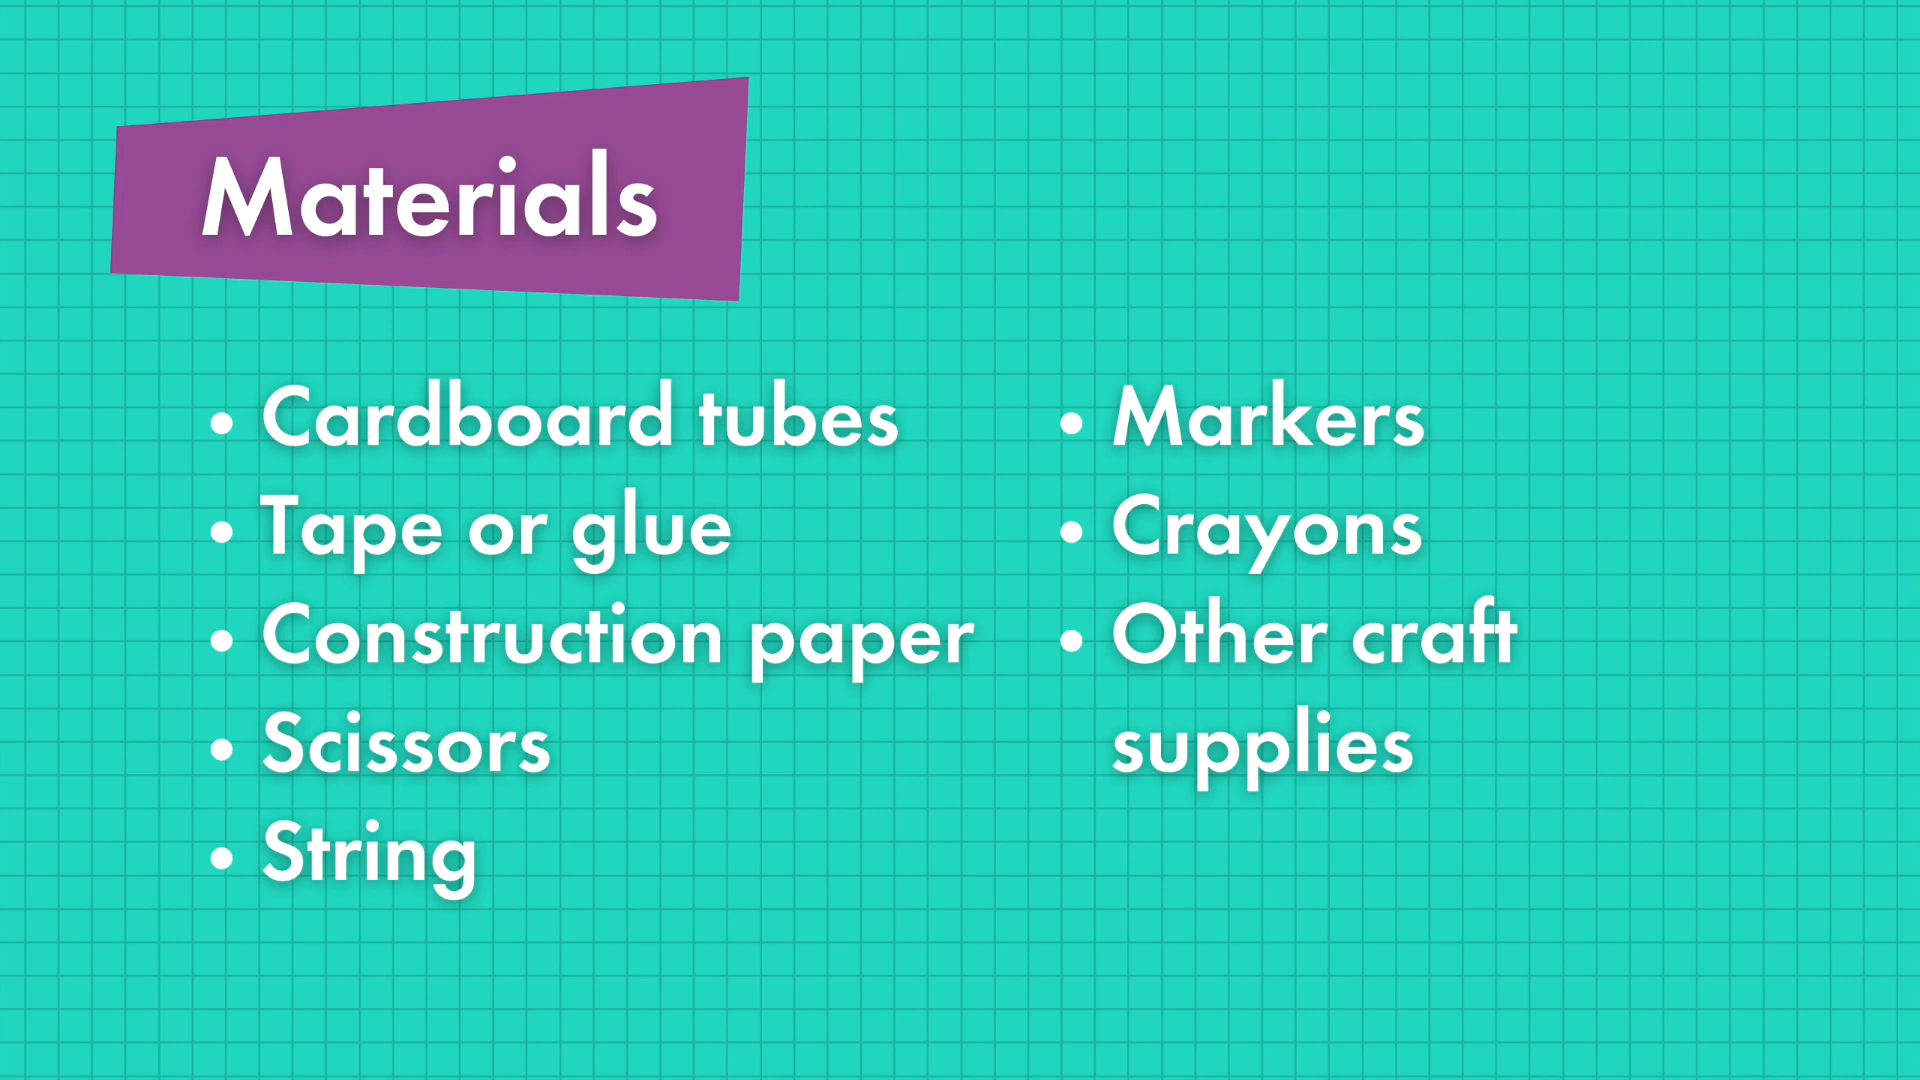 Materials
• Cardboard tubes
• Tape or glue
• Construction paper
• Scissors
• String
• Markers
• Crayons
• Other craft
supplies